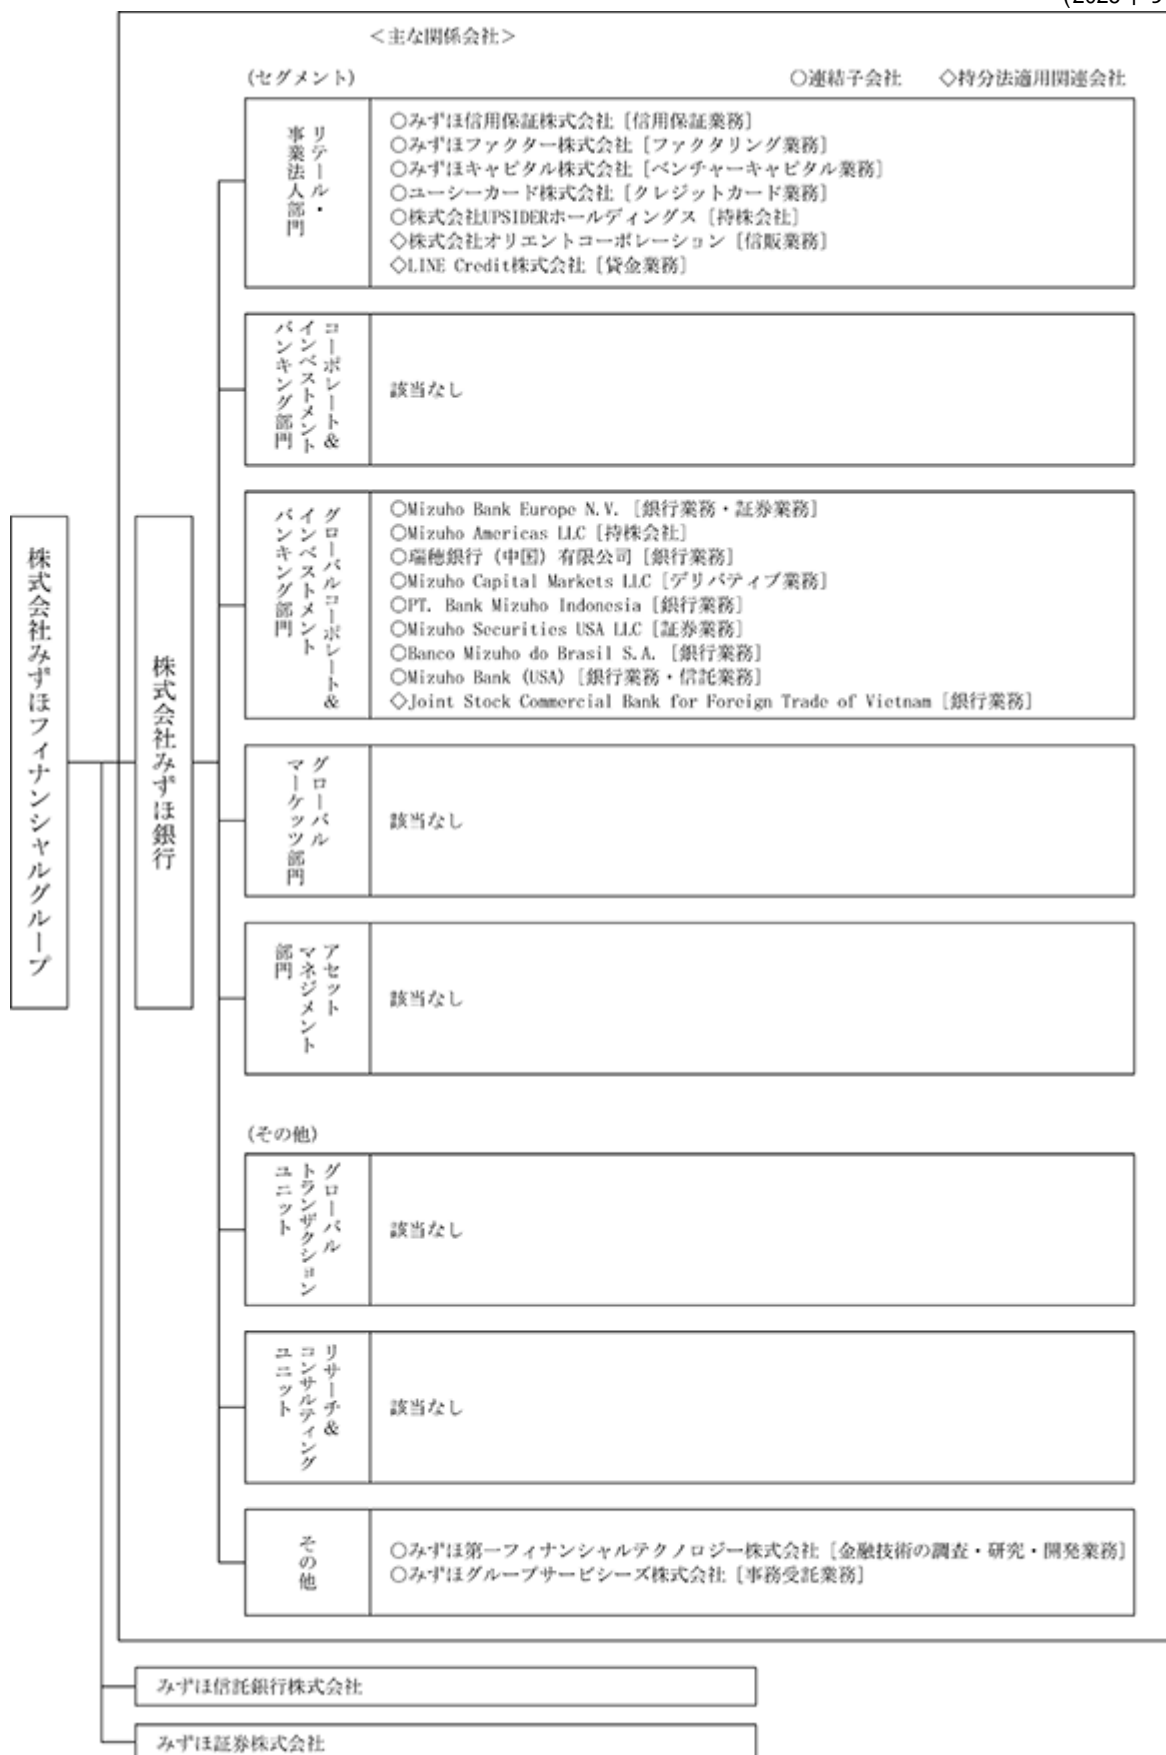 ＜主な関係会社＞
(セグメント)
○連結子会社 ◇持分法適用関連会社
株式会社みずほフィナンシャルグループ
株式会社みずほ銀行
リテール・
事業法人部門
○みずほ信用保証株式会社［信用保証業務］
○みずほファクター株式会社［ファクタリング業務］
○みずほキャピタル株式会社［ベンチャーキャピタル業務］
○ユーシーカード株式会社［クレジットカード業務］
○株式会社UPSIDERホールディングス［持株会社］
◇株式会社オリエントコーポレーション［信販業務］
◇LINE Credit株式会社［貸金業務］
コーポレート&
インベストメント
バンキング部門
該当なし
グローバルコーポレート&
インベストメント
バンキング部門
○Mizuho Bank Europe N.V.［銀行業務・証券業務］
○Mizuho Americas LLC［持株会社］
○瑞穂銀行（中国）有限公司［銀行業務］
○Mizuho Capital Markets LLC［デリバティブ業務］
○PT. Bank Mizuho Indonesia［銀行業務］
○Mizuho Securities USA LLC［証券業務］
○Banco Mizuho do Brasil S.A.［銀行業務］
○Mizuho Bank (USA)［銀行業務・信託業務］
◇Joint Stock Commercial Bank for Foreign Trade of Vietnam［銀行業務］
グローバル
マーケッツ部門
該当なし
アセット
マネジメント
部門
該当なし
(その他)
グローバル
トランザクション
ユニット
該当なし
リサーチ&
コンサルティング
ユニット
該当なし
その他
○みずほ第一フィナンシャルテクノロジー株式会社［金融技術の調査・研究・開発業務］
○みずほグループサービシーズ株式会社［事務受託業務］
みずほ信託銀行株式会社
みずほ証券株式会社